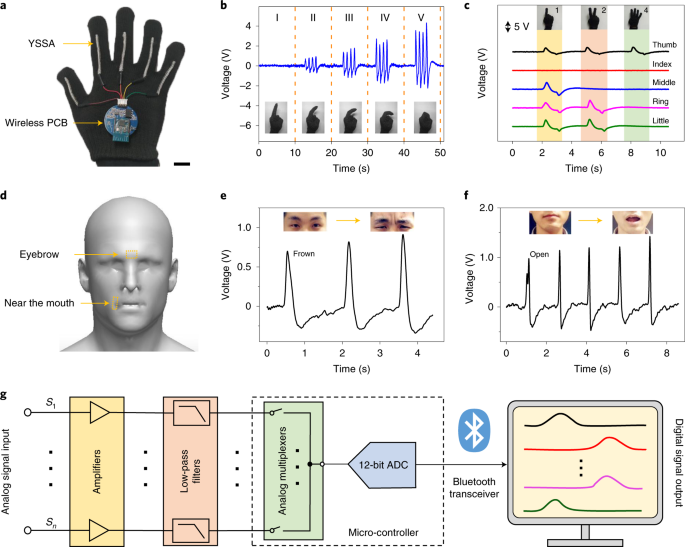 a
YSSA
Wireless PCB
b
I II III IV V
Voltage (V)
6
4
2
0
−2
−4
−6
0 10 20 30 40 50
Time (s)
c
5 V
1 2 4
Voltage (V)
Thumb
Index
Middle
Ring
Little
0 2 4 6 8 10
Time (s)
d
Eyebrow
Near the mouth
e
Voltage (V)
1.0
0.5
0
Frown
0 1 2 3 4
Time (s)
f
Voltage (V)
2.0
1.0
0
Open
0 2 4 6 8
Time (s)
g
Analog signal input
S1
Sn
Amplifiers
Low-pass
filters
Analog multiplexers
12-bit ADC
Micro-controller
Bluetooth
transceiver
Digital signal output